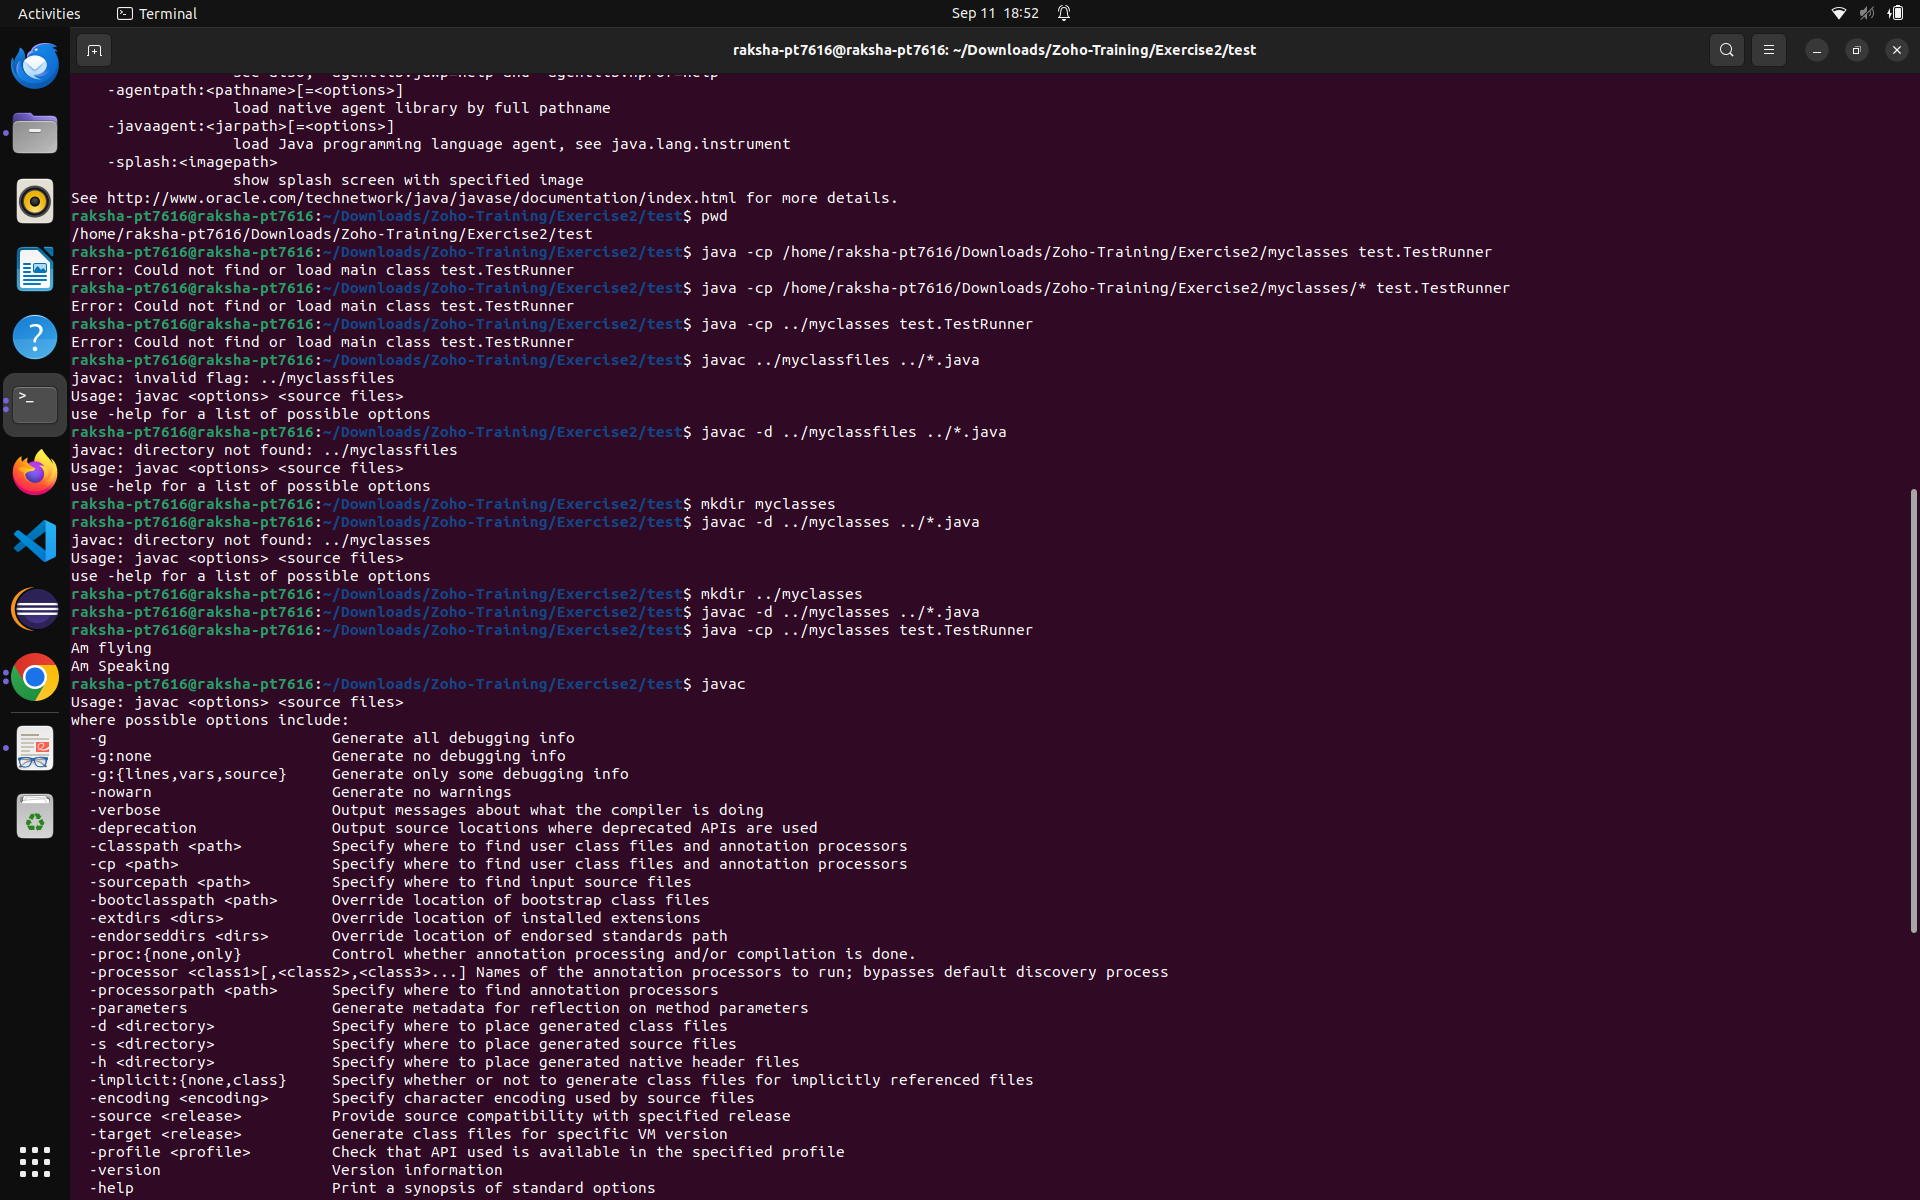 Activities
Terminal
Sep 11 18:52
raksha-pt7616@raksha-pt7616: ~/Downloads/Zoho-Training/Exercise2/test
see also, -agentlib:jdwp=help and -agentlib:hprof=help
-agentpath:<pathname>[=<options>]
load native agent library by full pathname
-javaagent:<jarpath>[=<options>]
load Java programming language agent, see java.lang.instrument
-splash:<imagepath>
show splash screen with specified image
See http://www.oracle.com/technetwork/java/javase/documentation/index.html for more details.
raksha-pt7616@raksha-pt7616:~/Downloads/Zoho-Training/Exercise2/test$ pwd
/home/raksha-pt7616/Downloads/Zoho-Training/Exercise2/test
raksha-pt7616@raksha-pt7616:~/Downloads/Zoho-Training/Exercise2/test$ java -cp /home/raksha-pt7616/Downloads/Zoho-Training/Exercise2/myclasses test.TestRunner
Error: Could not find or load main class test.TestRunner
raksha-pt7616@raksha-pt7616:~/Downloads/Zoho-Training/Exercise2/test$ java -cp /home/raksha-pt7616/Downloads/Zoho-Training/Exercise2/myclasses/* test.TestRunner
Error: Could not find or load main class test.TestRunner
raksha-pt7616@raksha-pt7616:~/Downloads/Zoho-Training/Exercise2/test$ java -cp ../myclasses test.TestRunner
Error: Could not find or load main class test.TestRunner
raksha-pt7616@raksha-pt7616:~/Downloads/Zoho-Training/Exercise2/test$ javac ../myclassfiles ../*.java
javac: invalid flag: ../myclassfiles
Usage: javac <options> <source files>
use -help for a list of possible options
raksha-pt7616@raksha-pt7616:~/Downloads/Zoho-Training/Exercise2/test$ javac -d ../myclassfiles ../*.java
javac: directory not found: ../myclassfiles
Usage: javac <options> <source files>
use -help for a list of possible options
raksha-pt7616@raksha-pt7616:~/Downloads/Zoho-Training/Exercise2/test$ mkdir myclasses
raksha-pt7616@raksha-pt7616:~/Downloads/Zoho-Training/Exercise2/test$ javac -d ../myclasses ../*.java
javac: directory not found: ../myclasses
Usage: javac <options> <source files>
use -help for a list of possible options
raksha-pt7616@raksha-pt7616:~/Downloads/Zoho-Training/Exercise2/test$ mkdir ../myclasses
raksha-pt7616@raksha-pt7616:~/Downloads/Zoho-Training/Exercise2/test$ javac -d ../myclasses ../*.java
raksha-pt7616@raksha-pt7616:~/Downloads/Zoho-Training/Exercise2/test$ java -cp ../myclasses test.TestRunner
Am flying
Am Speaking
raksha-pt7616@raksha-pt7616:~/Downloads/Zoho-Training/Exercise2/test$ javac
Usage: javac <options> <source files>
where possible options include:
-g Generate all debugging info
-g:none Generate no debugging info
-g:{lines,vars,source} Generate only some debugging info
-nowarn Generate no warnings
-verbose Output messages about what the compiler is doing
-deprecation Output source locations where deprecated APIs are used
-classpath <path> Specify where to find user class files and annotation processors
-cp <path> Specify where to find user class files and annotation processors
-sourcepath <path> Specify where to find input source files
-bootclasspath <path> Override location of bootstrap class files
-extdirs <dirs> Override location of installed extensions
-endorseddirs <dirs> Override location of endorsed standards path
-proc:{none,only} Control whether annotation processing and/or compilation is done.
-processor <class1>[,<class2>,<class3>...] Names of the annotation processors to run; bypasses default discovery process
-processorpath <path> Specify where to find annotation processors
-parameters Generate metadata for reflection on method parameters
-d <directory> Specify where to place generated class files
-s <directory> Specify where to place generated source files
-h <directory> Specify where to place generated native header files
-implicit:{none,class} Specify whether or not to generate class files for implicitly referenced files
-encoding <encoding> Specify character encoding used by source files
-source <release> Provide source compatibility with specified release
-target <release> Generate class files for specific VM version
-profile <profile> Check that API used is available in the specified profile
-version Version information
-help Print a synopsis of standard options